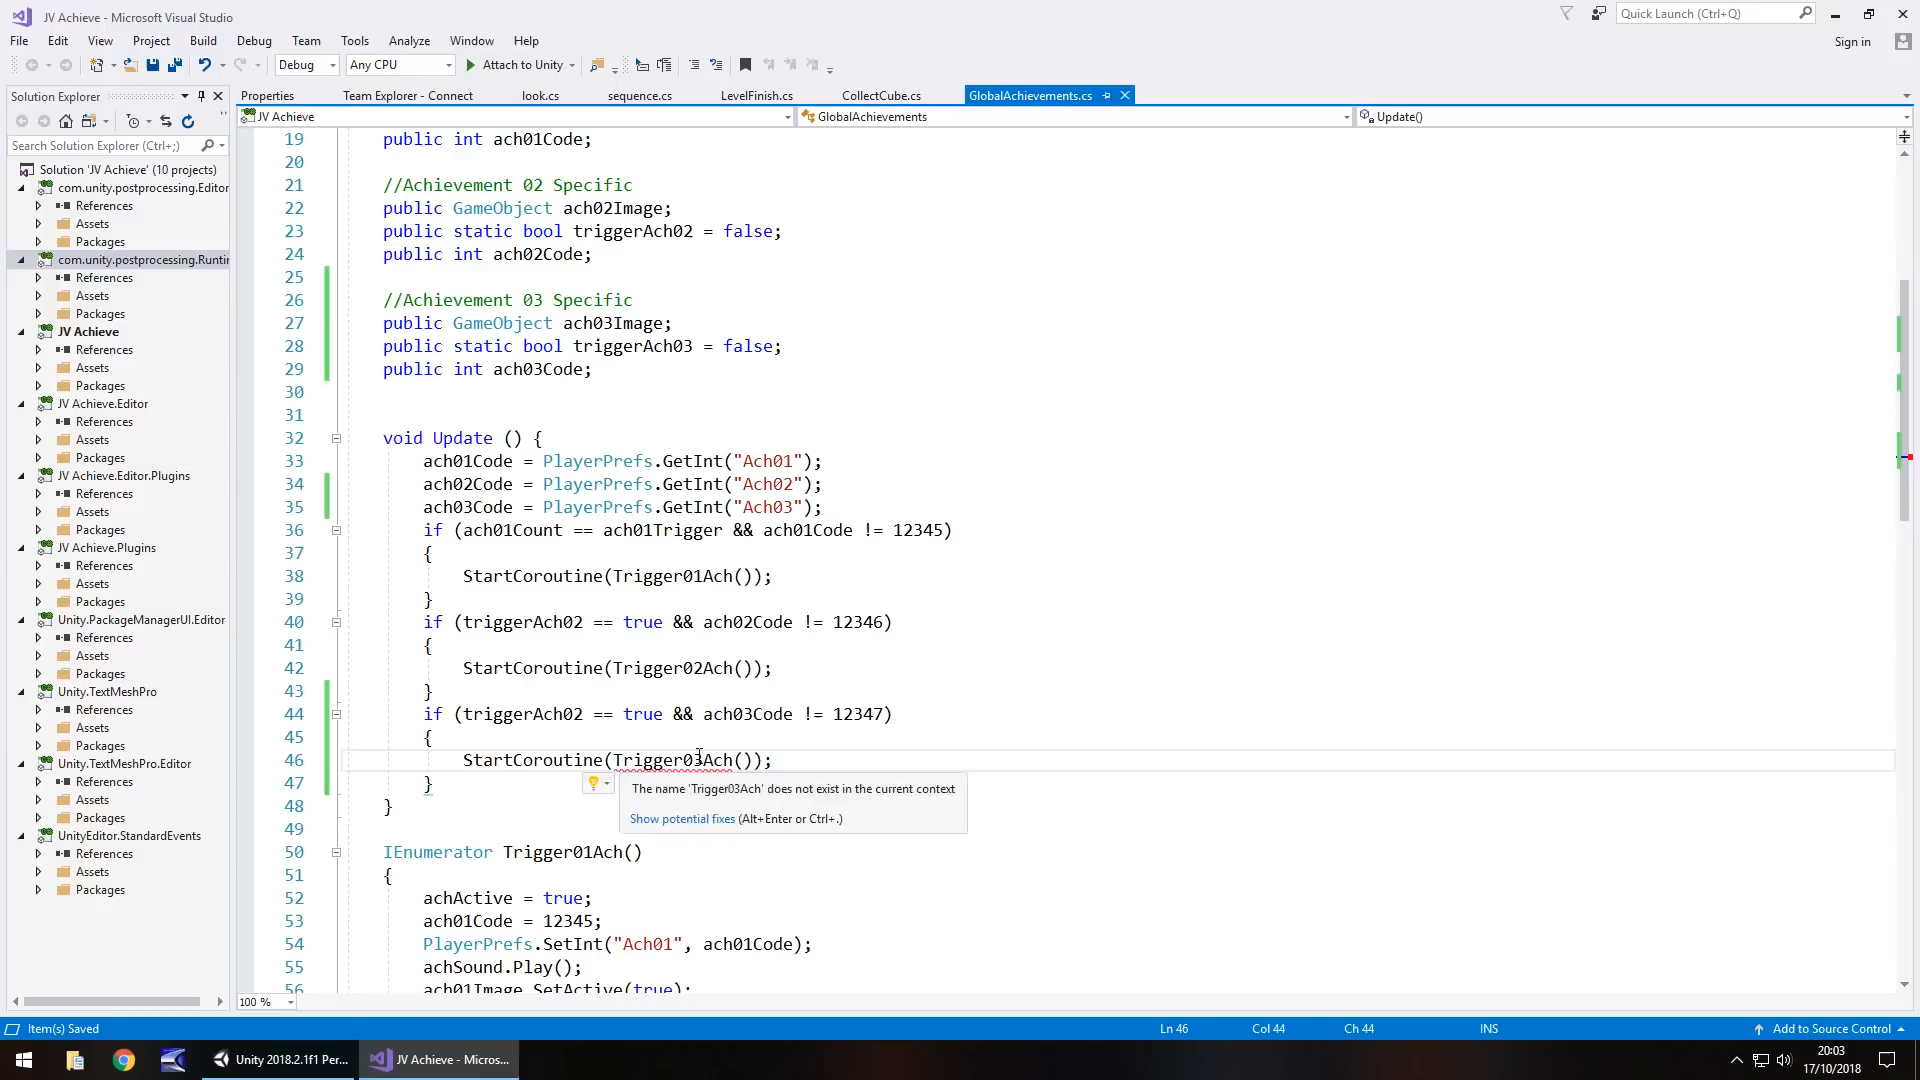 JV Achieve - Microsoft Visual Studio
Quick Launch (Ctrl+Q)
File Edit View Project Build Debug Team Tools Analyze Window Help
Sign in
Debug Any CPU Attach to Unity
Solution Explorer
Properties Team Explorer - Connect look.cs sequence.cs LevelFinish.cs CollectCube.cs GlobalAchievements.cs
JV Achieve GlobalAchievements Update()
Search Solution Explorer (Ctrl+;)
Solution 'JV Achieve' (10 projects)
com.unity.postprocessing.Editor
References
Assets
Packages
com.unity.postprocessing.Runtin
References
Assets
Packages
JV Achieve
References
Assets
Packages
JV Achieve.Editor
References
Assets
Packages
JV Achieve.Editor.Plugins
References
Assets
Packages
JV Achieve.Plugins
References
Assets
Packages
Unity.PackageManagerUI.Editor
References
Assets
Packages
Unity.TextMeshPro
References
Assets
Packages
Unity.TextMeshPro.Editor
References
Assets
Packages
UnityEditor.StandardEvents
References
Assets
Packages
19 public int ach01Code;
20
21 //Achievement 02 Specific
22 public GameObject ach02Image;
23 public static bool triggerAch02 = false;
24 public int ach02Code;
25
26 //Achievement 03 Specific
27 public GameObject ach03Image;
28 public static bool triggerAch03 = false;
29 public int ach03Code;
30
31
32 void Update () {
33 ach01Code = PlayerPrefs.GetInt("Ach01");
34 ach02Code = PlayerPrefs.GetInt("Ach02");
35 ach03Code = PlayerPrefs.GetInt("Ach03");
36 if (ach01Count == ach01Trigger && ach01Code != 12345)
37 {
38 StartCoroutine(Trigger01Ach());
39 }
40 if (triggerAch02 == true && ach02Code != 12346)
41 {
42 StartCoroutine(Trigger02Ach());
43 }
44 if (triggerAch02 == true && ach03Code != 12347)
45 {
46 StartCoroutine(Trigger03Ach());
47 }
The name 'Trigger03Ach' does not exist in the current context
Show potential fixes (Alt+Enter or Ctrl+.)
48 }
49
50 IEnumerator Trigger01Ach()
51 {
52 achActive = true;
53 ach01Code = 12345;
54 PlayerPrefs.SetInt("Ach01", ach01Code);
55 achSound.Play();
56 ach01Image.SetActive(true);
100 %
Item(s) Saved Ln 46 Col 44 Ch 44 INS Add to Source Control
Unity 2018.2.1f1 Per... JV Achieve - Micros...
20:03
17/10/2018